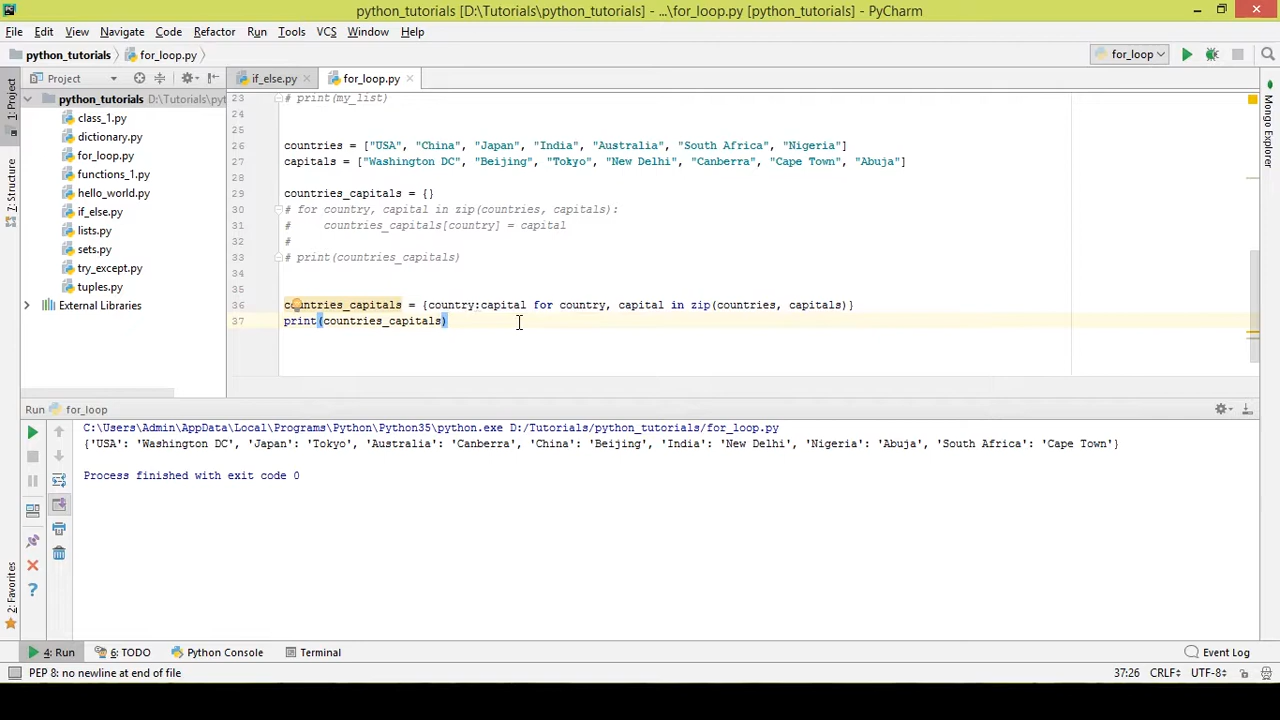 python_tutorials [D:\Tutorials\python_tutorials] - ...\for_loop.py [python_tutorials] - PyCharm
File Edit View Navigate Code Refactor Run Tools VCS Window Help
python_tutorials for_loop.py for_loop
1: Project
Z: Structure
2: Favorites
Mongo Explorer
Project if_else.py for_loop.py
python_tutorials D:\Tutorials\pyt
class_1.py
dictionary.py
for_loop.py
functions_1.py
hello_world.py
if_else.py
lists.py
sets.py
try_except.py
tuples.py
External Libraries
23 # print(my_list)
24
25
26 countries = ["USA", "China", "Japan", "India", "Australia", "South Africa", "Nigeria"]
27 capitals = ["Washington DC", "Beijing", "Tokyo", "New Delhi", "Canberra", "Cape Town", "Abuja"]
28
29 countries_capitals = {}
30 # for country, capital in zip(countries, capitals):
31 #     countries_capitals[country] = capital
32 #
33 # print(countries_capitals)
34
35
36 countries_capitals = {country:capital for country, capital in zip(countries, capitals)}
37 print(countries_capitals)
Run for_loop
C:\Users\Admin\AppData\Local\Programs\Python\Python35\python.exe D:/Tutorials/python_tutorials/for_loop.py
{'USA': 'Washington DC', 'Japan': 'Tokyo', 'Australia': 'Canberra', 'China': 'Beijing', 'India': 'New Delhi', 'Nigeria': 'Abuja', 'South Africa': 'Cape Town'}
Process finished with exit code 0
4: Run 6: TODO Python Console Terminal Event Log
PEP 8: no newline at end of file 37:26 CRLF÷ UTF-8÷